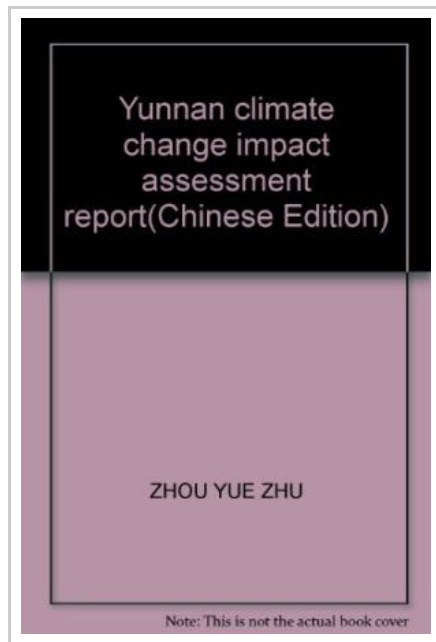 Yunnan climate
change impact
assessment
report(Chinese Edition)
ZHOU YUE ZHU
Note: This is not the actual book cover